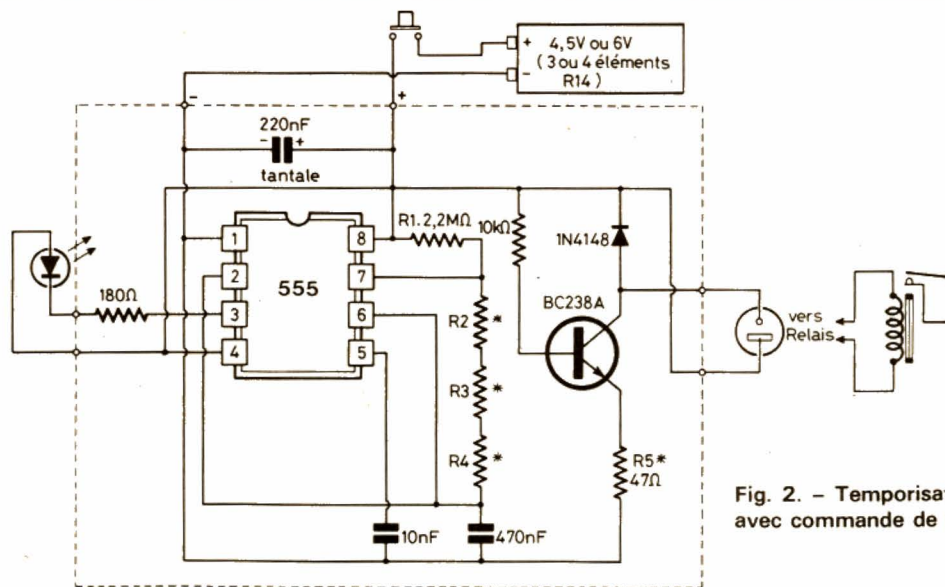 + 4,5V ou 6V
(3 ou 4 éléments
- R14)
-
+
220nF
- +
tantale
R1.2,2MΩ
10kΩ
1N4148
1
2
3
4
555
8
7
6
5
180Ω
R2 *
R3 *
R4 *
BC238A
vers
Relais
R5*
47Ω
10nF
470nF
Fig. 2. – Temporisa
avec commande de